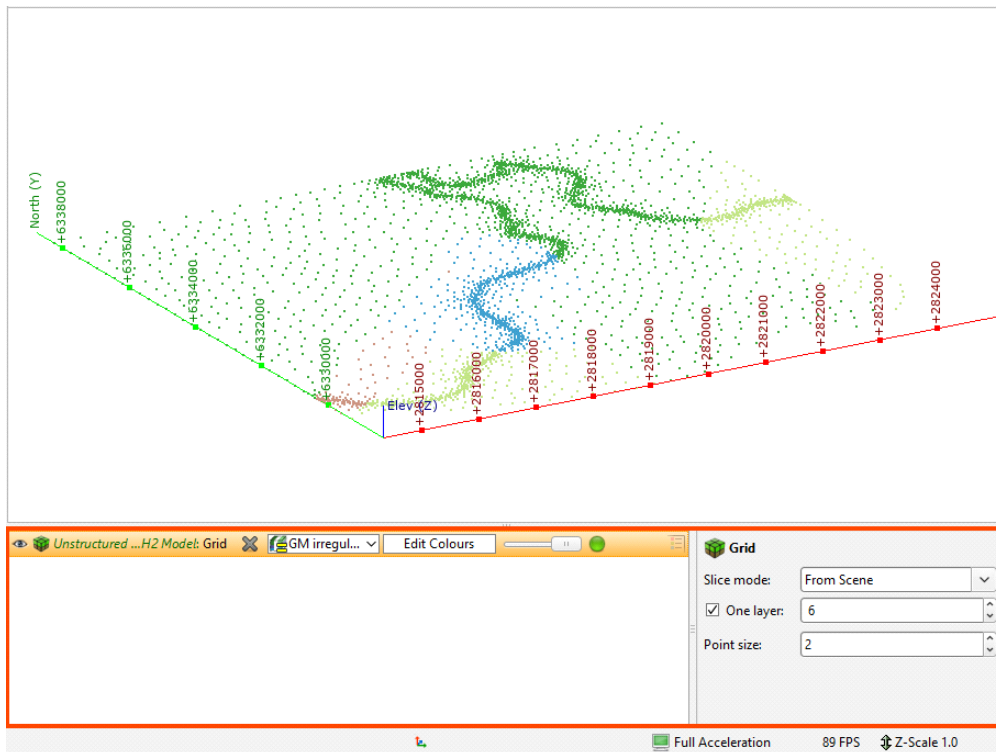 North (Y)
+6338000
+6336000
+6334000
+6332000
+6330000
Elev (Z)
+2815000
+2816000
+2817000
+2818000
+2819000
+2820000
+2821000
+2822000
+2823000
+2824000
Unstructured ...H2 Model: Grid
GM irregul...
Edit Colours
Grid
Slice mode: From Scene
One layer: 6
Point size: 2
Full Acceleration 89 FPS Z-Scale 1.0